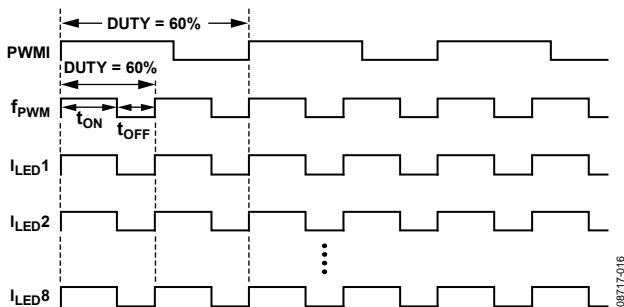 DUTY = 60%
PWMI
DUTY = 60%
fPWM
tON
tOFF
ILED1
ILED2
ILED8
08717-016